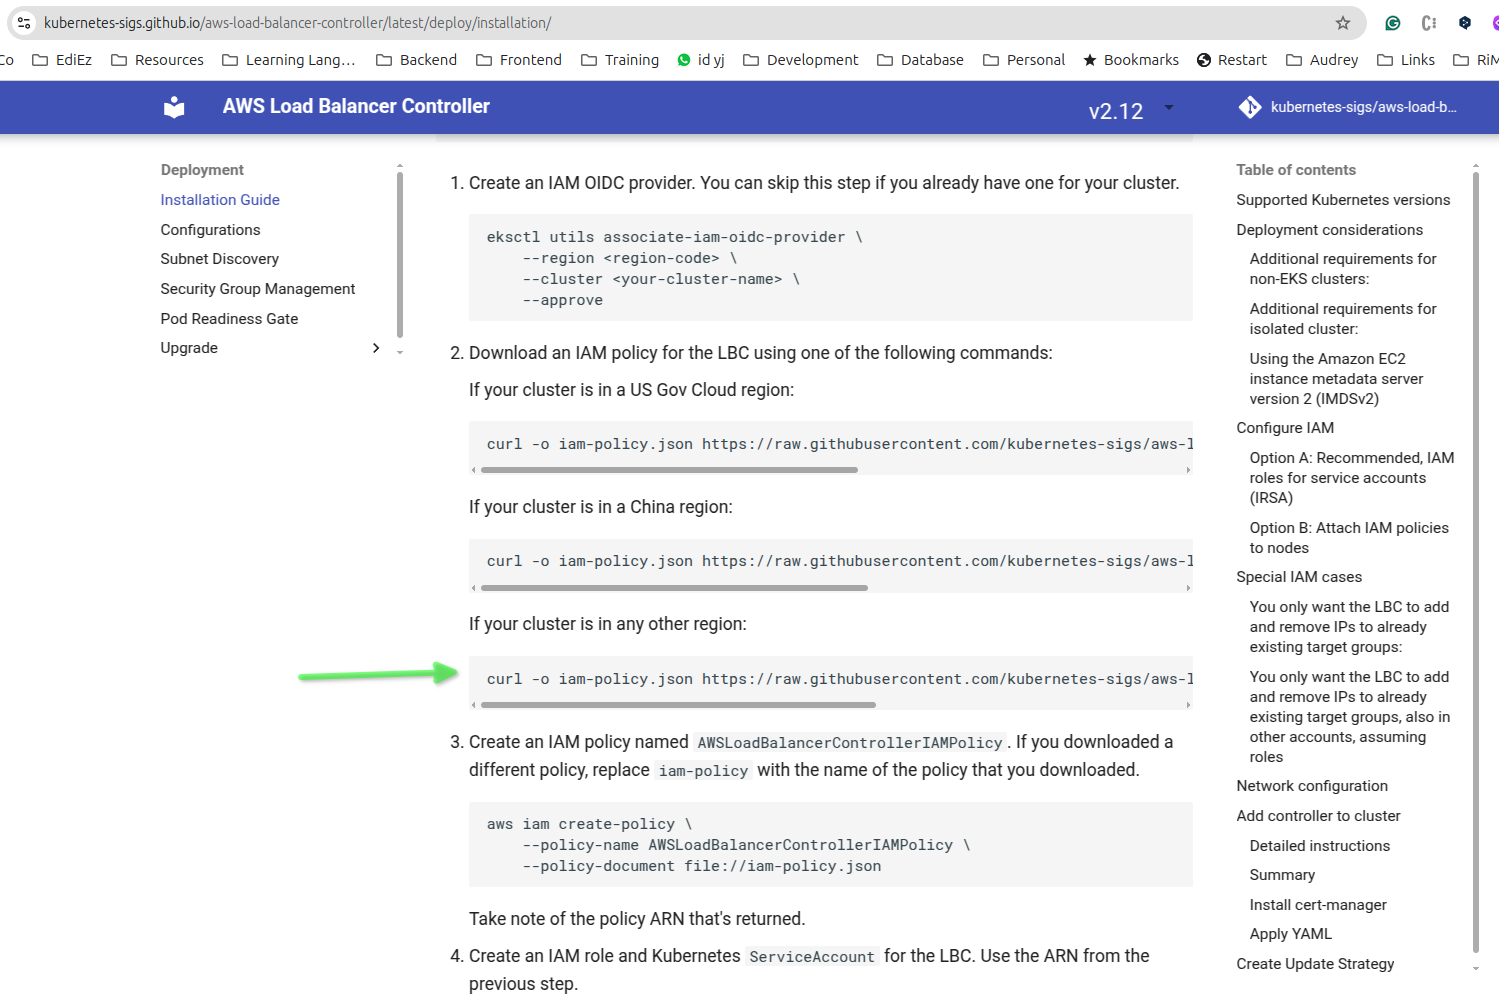 kubernetes-sigs.github.io/aws-load-balancer-controller/latest/deploy/installation/
Co EdiEz Resources Learning Lang… Backend Frontend Training id yj Development Database Personal Bookmarks Restart Audrey Links RiM
AWS Load Balancer Controller v2.12 kubernetes-sigs/aws-load-b…
Deployment
Installation Guide
Configurations
Subnet Discovery
Security Group Management
Pod Readiness Gate
Upgrade
1. Create an IAM OIDC provider. You can skip this step if you already have one for your cluster.
eksctl utils associate-iam-oidc-provider \
--region <region-code> \
--cluster <your-cluster-name> \
--approve
2. Download an IAM policy for the LBC using one of the following commands:
If your cluster is in a US Gov Cloud region:
curl -o iam-policy.json https://raw.githubusercontent.com/kubernetes-sigs/aws-l
If your cluster is in a China region:
curl -o iam-policy.json https://raw.githubusercontent.com/kubernetes-sigs/aws-l
If your cluster is in any other region:
curl -o iam-policy.json https://raw.githubusercontent.com/kubernetes-sigs/aws-l
3. Create an IAM policy named AWSLoadBalancerControllerIAMPolicy. If you downloaded a
different policy, replace iam-policy with the name of the policy that you downloaded.
aws iam create-policy \
--policy-name AWSLoadBalancerControllerIAMPolicy \
--policy-document file://iam-policy.json
Take note of the policy ARN that's returned.
4. Create an IAM role and Kubernetes ServiceAccount for the LBC. Use the ARN from the
previous step.
Table of contents
Supported Kubernetes versions
Deployment considerations
Additional requirements for
non-EKS clusters:
Additional requirements for
isolated cluster:
Using the Amazon EC2
instance metadata server
version 2 (IMDSv2)
Configure IAM
Option A: Recommended, IAM
roles for service accounts
(IRSA)
Option B: Attach IAM policies
to nodes
Special IAM cases
You only want the LBC to add
and remove IPs to already
existing target groups:
You only want the LBC to add
and remove IPs to already
existing target groups, also in
other accounts, assuming
roles
Network configuration
Add controller to cluster
Detailed instructions
Summary
Install cert-manager
Apply YAML
Create Update Strategy